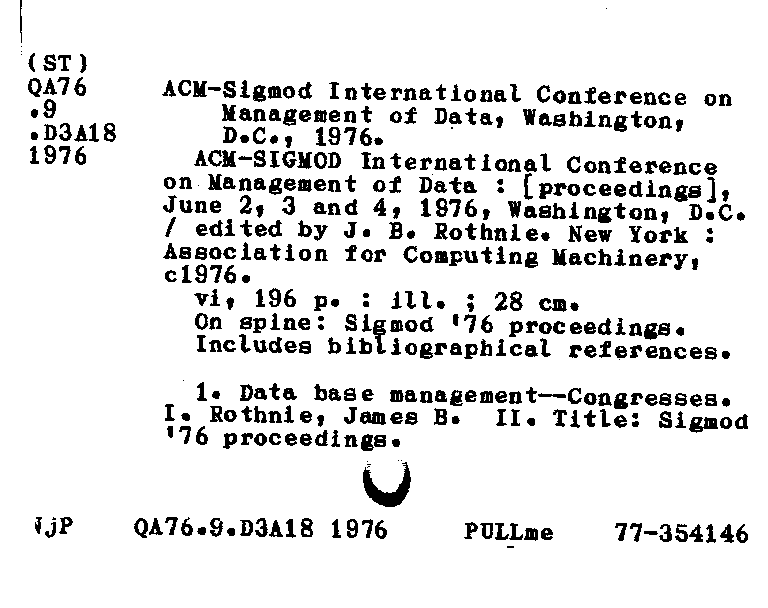 (ST)
QA76 ACM-Sigmod International Conference on
.9 Management of Data, Washington,
.D3A18 D.C., 1976.
1976 ACM-SIGMOD International Conference
on Management of Data : [proceedings],
June 2, 3 and 4, 1976, Washington, D.C.
/ edited by J. B. Rothnie. New York :
Association for Computing Machinery,
c1976.
vi, 196 p. : ill. ; 28 cm.
On spine: Sigmod '76 proceedings.
Includes bibliographical references.
1. Data base management--Congresses.
I. Rothnie, James B. II. Title: Sigmod
'76 proceedings.
NjP QA76.9.D3A18 1976 PULLme 77-354146